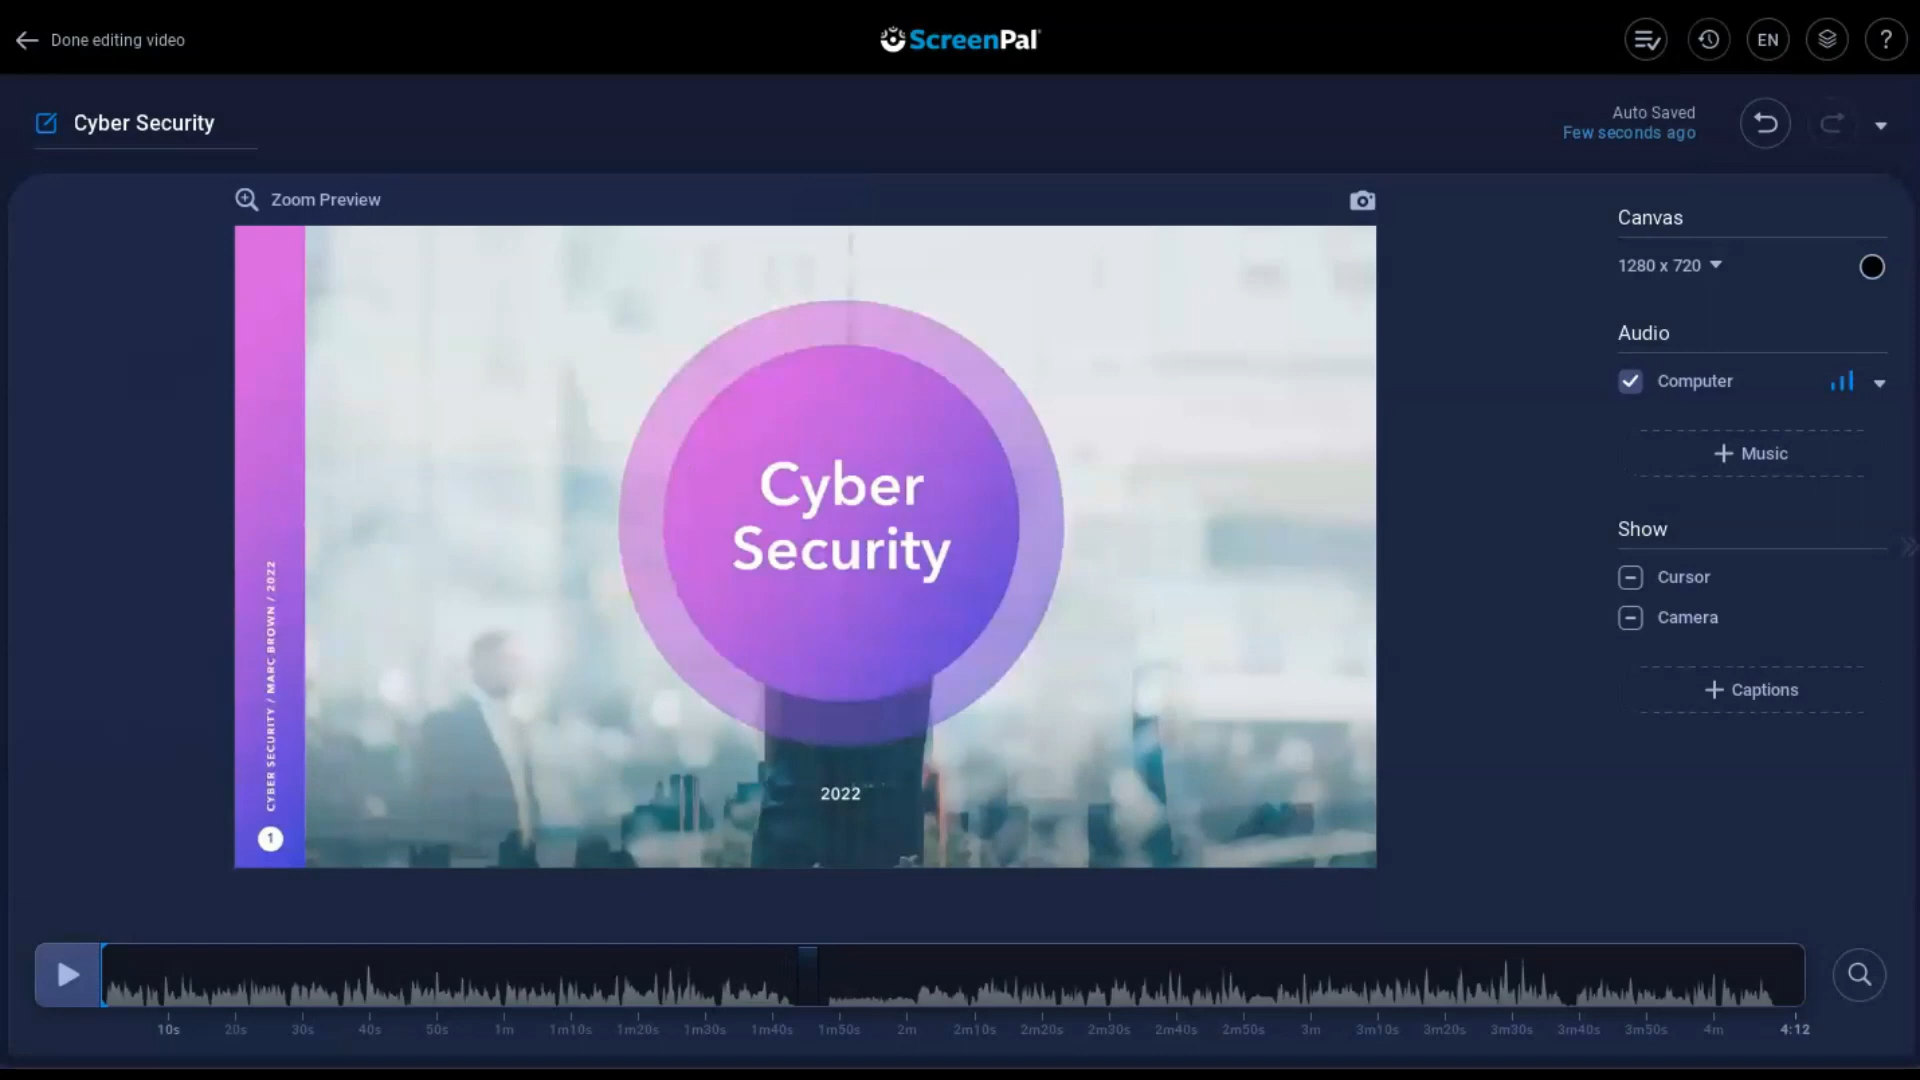 Done editing video
ScreenPal
EN
?
Cyber Security
Auto Saved
Few seconds ago
Zoom Preview
Canvas
1280 x 720
Audio
Computer
Music
Show
Cursor
Camera
Captions
Cyber
Security
2022
CYBER SECURITY / MARC BROWN / 2022
1
10s 20s 30s 40s 50s 1m 1m10s 1m20s 1m30s 1m40s 1m50s 2m 2m10s 2m20s 2m30s 2m40s 2m50s 3m 3m10s 3m20s 3m30s 3m40s 3m50s 4m 4:12